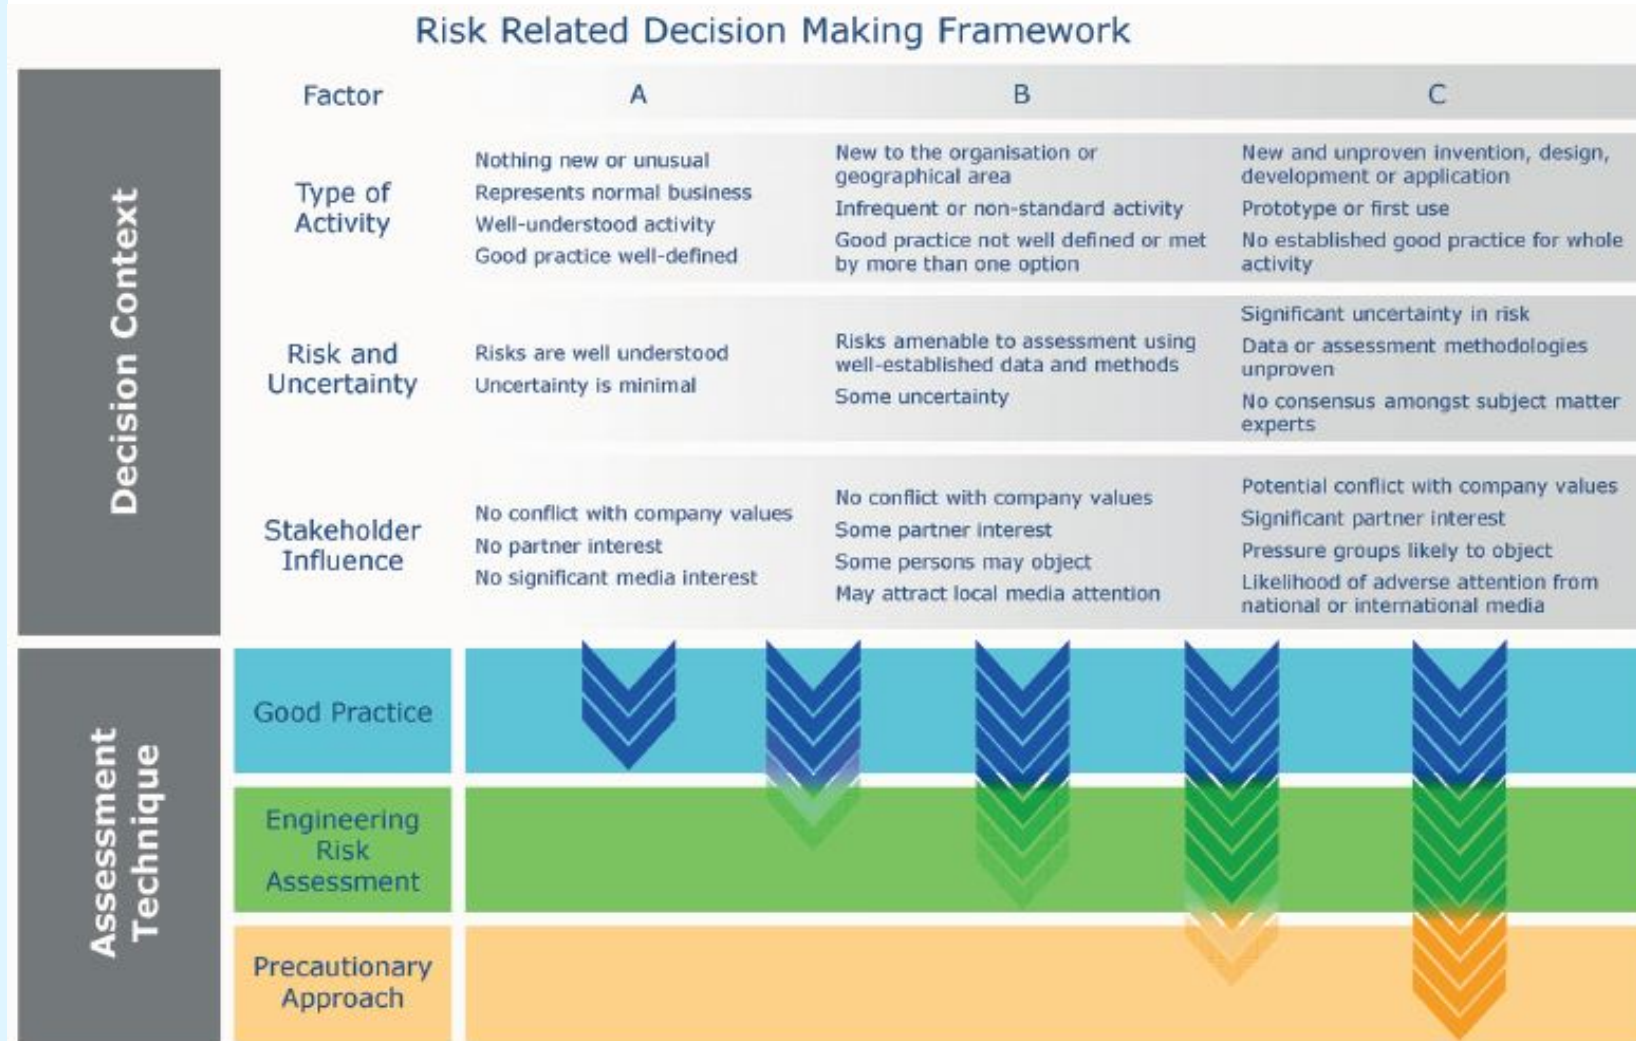 Risk Related Decision Making Framework
Decision Context
Factor
A
B
C
Type of
Activity
Nothing new or unusual
Represents normal business
Well-understood activity
Good practice well-defined
New to the organisation or
geographical area
Infrequent or non-standard activity
Good practice not well defined or met
by more than one option
New and unproven invention, design,
development or application
Prototype or first use
No established good practice for whole
activity
Risk and
Uncertainty
Risks are well understood
Uncertainty is minimal
Risks amenable to assessment using
well-established data and methods
Some uncertainty
Significant uncertainty in risk
Data or assessment methodologies
unproven
No consensus amongst subject matter
experts
Stakeholder
Influence
No conflict with company values
No partner interest
No significant media interest
No conflict with company values
Some partner interest
Some persons may object
May attract local media attention
Potential conflict with company values
Significant partner interest
Pressure groups likely to object
Likelihood of adverse attention from
national or international media
Assessment
Technique
Good Practice
Engineering
Risk
Assessment
Precautionary
Approach